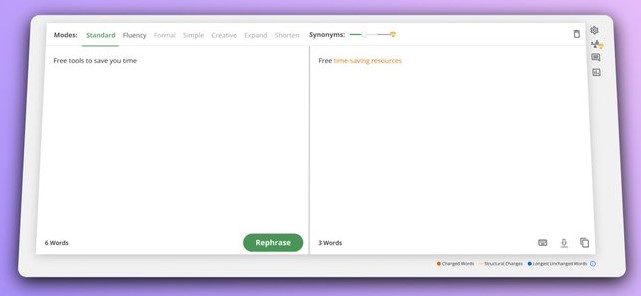 Modes: Standard Fluency Formal Simple Creative Expand Shorten Synonyms:
Free tools to save you time
Free time-saving resources
6 Words
Rephrase
3 Words
Changed Words Structural Changes Longest Unchanged Words